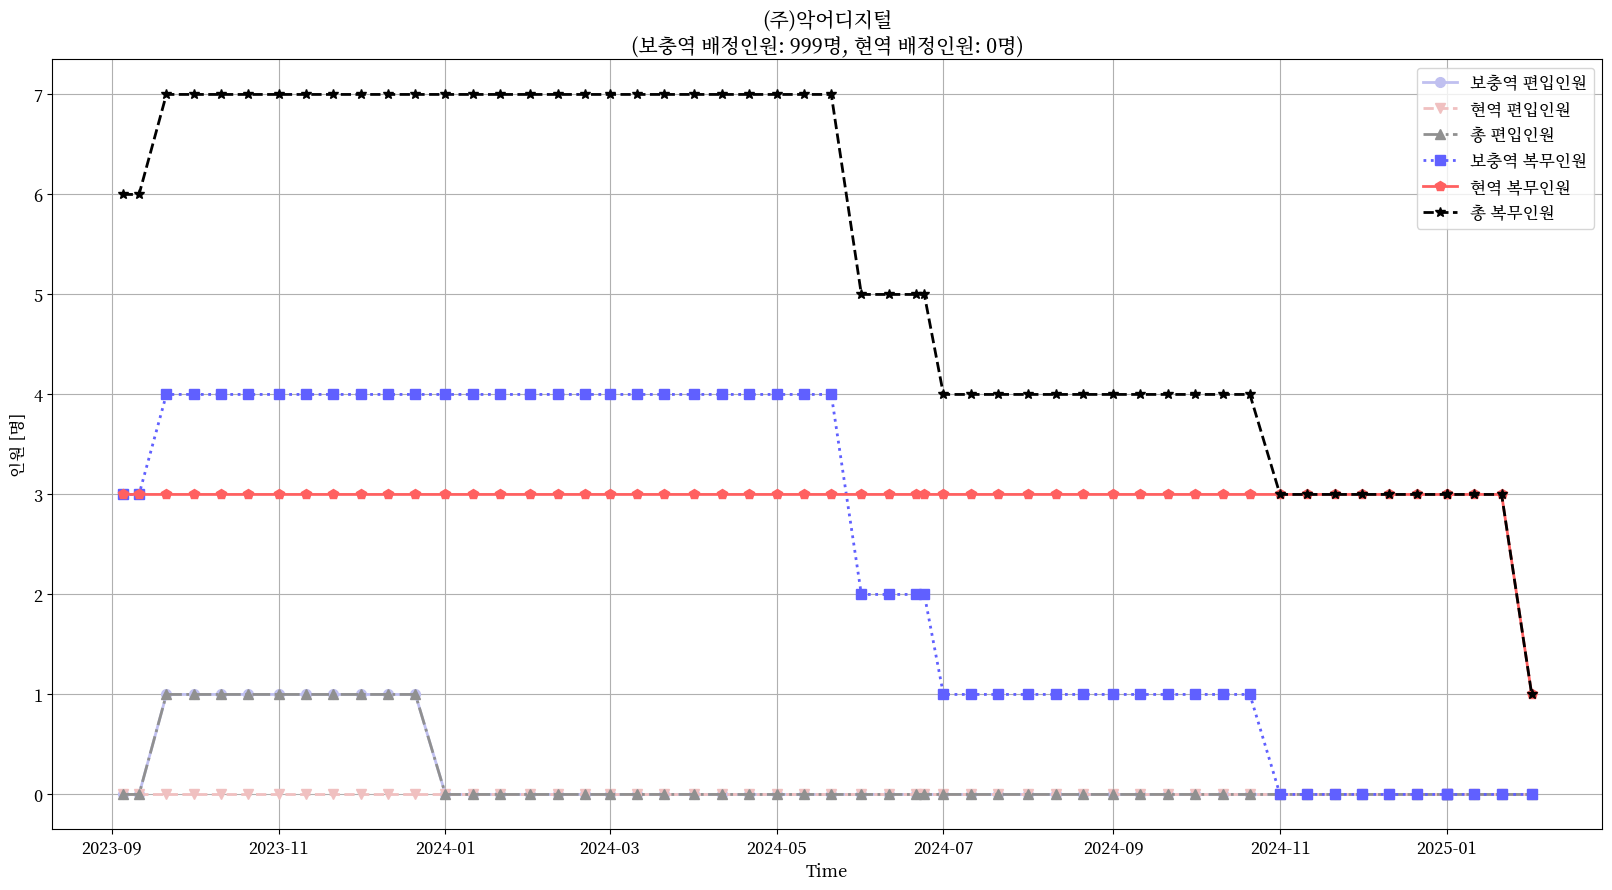 (주)악어디지털
(보충역 배정인원: 999명, 현역 배정인원: 0명)
보충역 편입인원
현역 편입인원
총 편입인원
보충역 복무인원
현역 복무인원
총 복무인원
7
6
5
4
3
2
1
0
인원 [명]
2023-09 2023-11 2024-01 2024-03 2024-05 2024-07 2024-09 2024-11 2025-01
Time